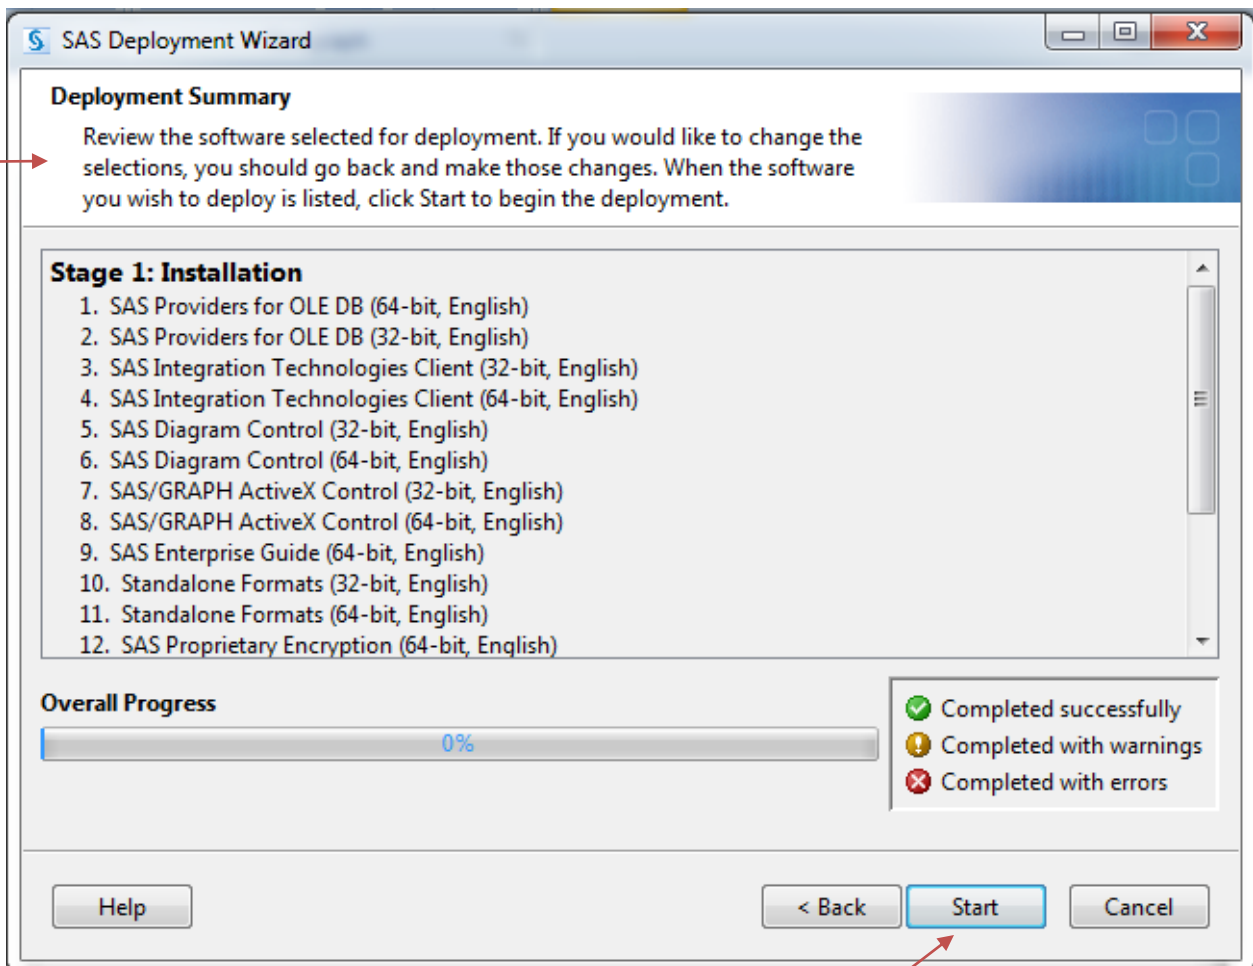 SAS Deployment Wizard
Deployment Summary
Review the software selected for deployment. If you would like to change the
selections, you should go back and make those changes. When the software
you wish to deploy is listed, click Start to begin the deployment.
Stage 1: Installation
1. SAS Providers for OLE DB (64-bit, English)
2. SAS Providers for OLE DB (32-bit, English)
3. SAS Integration Technologies Client (32-bit, English)
4. SAS Integration Technologies Client (64-bit, English)
5. SAS Diagram Control (32-bit, English)
6. SAS Diagram Control (64-bit, English)
7. SAS/GRAPH ActiveX Control (32-bit, English)
8. SAS/GRAPH ActiveX Control (64-bit, English)
9. SAS Enterprise Guide (64-bit, English)
10. Standalone Formats (32-bit, English)
11. Standalone Formats (64-bit, English)
12. SAS Proprietary Encryption (64-bit, English)
Overall Progress
0%
Completed successfully
Completed with warnings
Completed with errors
Help
< Back
Start
Cancel